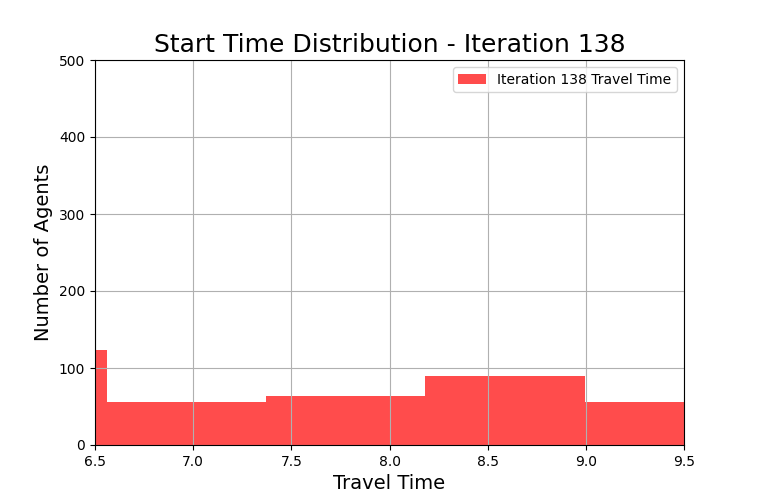 Start Time Distribution - Iteration 138
500
Iteration 138 Travel Time
400
300
200
100
0
Number of Agents
6.5 7.0 7.5 8.0 8.5 9.0 9.5
Travel Time